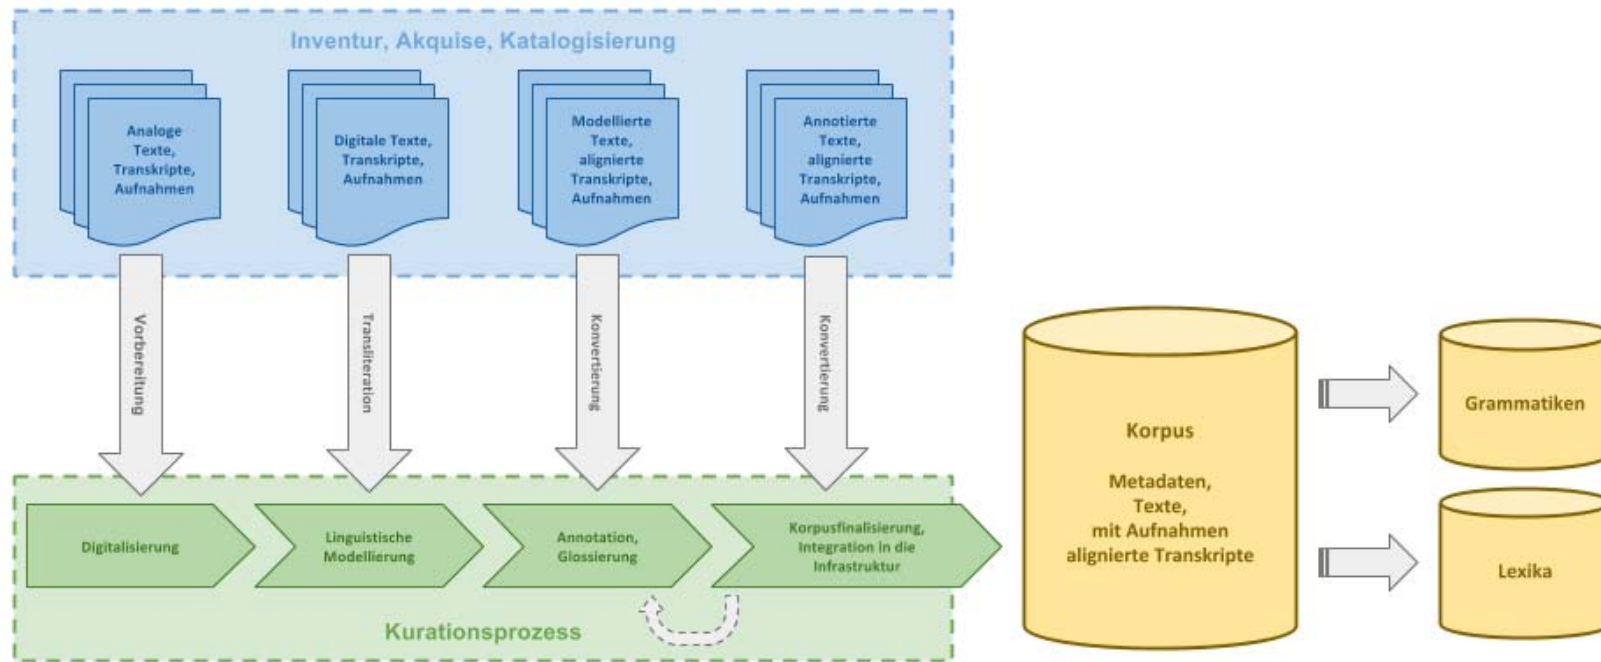 Inventur, Akquise, Katalogisierung
Analoge
Texte,
Transkripte,
Aufnahmen
Digitale Texte,
Transkripte,
Aufnahmen
Modellierte
Texte,
alignierte
Transkripte,
Aufnahmen
Annotierte
Texte,
alignierte
Transkripte,
Aufnahmen
Vorbereitung
Transliteration
Konvertierung
Konvertierung
Digitalisierung
Linguistische
Modellierung
Annotation,
Glossierung
Korpusfinalisierung,
Integration in die
Infrastruktur
Kurationsprozess
Korpus
Metadaten,
Texte,
mit Aufnahmen
alignierte Transkripte
Grammatiken
Lexika